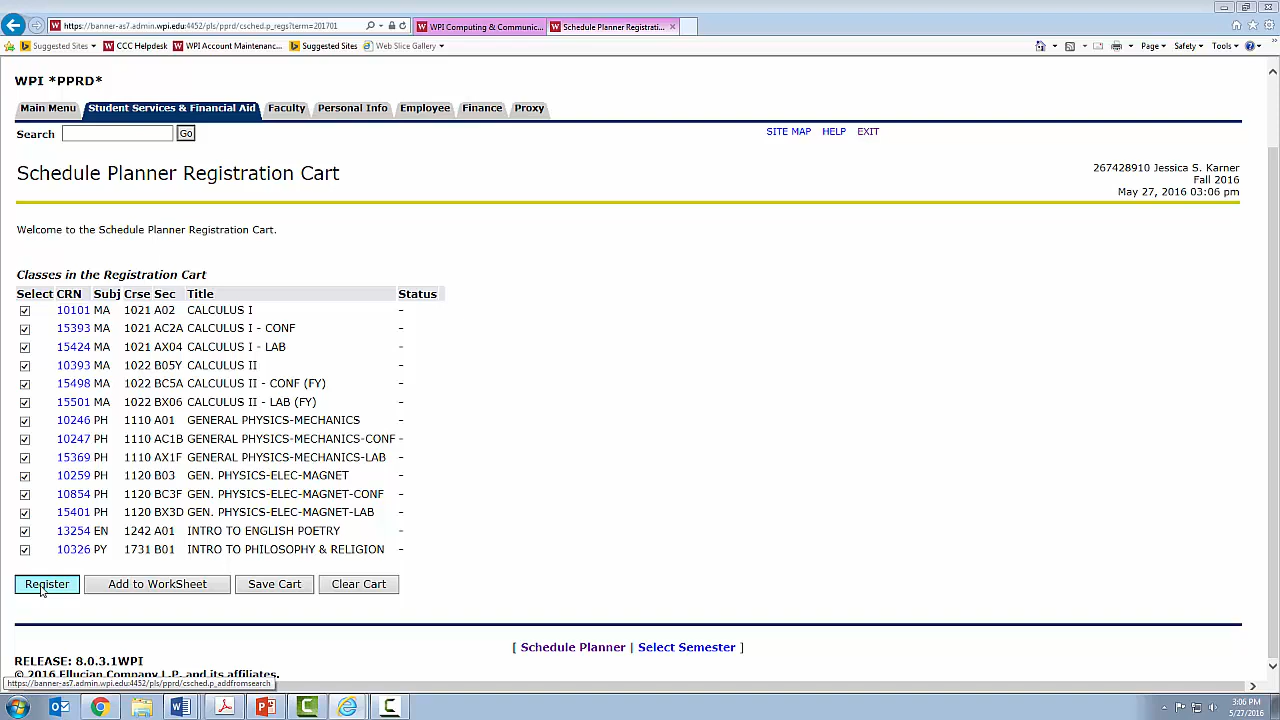 https://banner-as7.admin.wpi.edu:4452/pls/pprd/csched.p_regs?term=201701
WPI Computing & Communic...
Schedule Planner Registrati...
Suggested Sites
CCC Helpdesk
WPI Account Maintenanc...
Suggested Sites
Web Slice Gallery
Page
Safety
Tools
WPI *PPRD*
Main Menu
Student Services & Financial Aid
Faculty
Personal Info
Employee
Finance
Proxy
Search
Go
SITE MAP HELP EXIT
Schedule Planner Registration Cart
267428910 Jessica S. Karner
Fall 2016
May 27, 2016 03:06 pm
Welcome to the Schedule Planner Registration Cart.
Classes in the Registration Cart
Select CRN Subj Crse Sec Title Status
10101 MA 1021 A02 CALCULUS I -
15393 MA 1021 AC2A CALCULUS I - CONF -
15424 MA 1021 AX04 CALCULUS I - LAB -
10393 MA 1022 B05Y CALCULUS II -
15498 MA 1022 BC5A CALCULUS II - CONF (FY) -
15501 MA 1022 BX06 CALCULUS II - LAB (FY) -
10246 PH 1110 A01 GENERAL PHYSICS-MECHANICS -
10247 PH 1110 AC1B GENERAL PHYSICS-MECHANICS-CONF -
15369 PH 1110 AX1F GENERAL PHYSICS-MECHANICS-LAB -
10259 PH 1120 B03 GEN. PHYSICS-ELEC-MAGNET -
10854 PH 1120 BC3F GEN. PHYSICS-ELEC-MAGNET-CONF -
15401 PH 1120 BX3D GEN. PHYSICS-ELEC-MAGNET-LAB -
13254 EN 1242 A01 INTRO TO ENGLISH POETRY -
10326 PY 1731 B01 INTRO TO PHILOSOPHY & RELIGION -
Register
Add to WorkSheet
Save Cart
Clear Cart
[ Schedule Planner | Select Semester ]
RELEASE: 8.0.3.1WPI
© 2016 Ellucian Company L.P. and its affiliates.
https://banner-as7.admin.wpi.edu:4452/pls/pprd/csched.p_addfromsearch
3:06 PM
5/27/2016